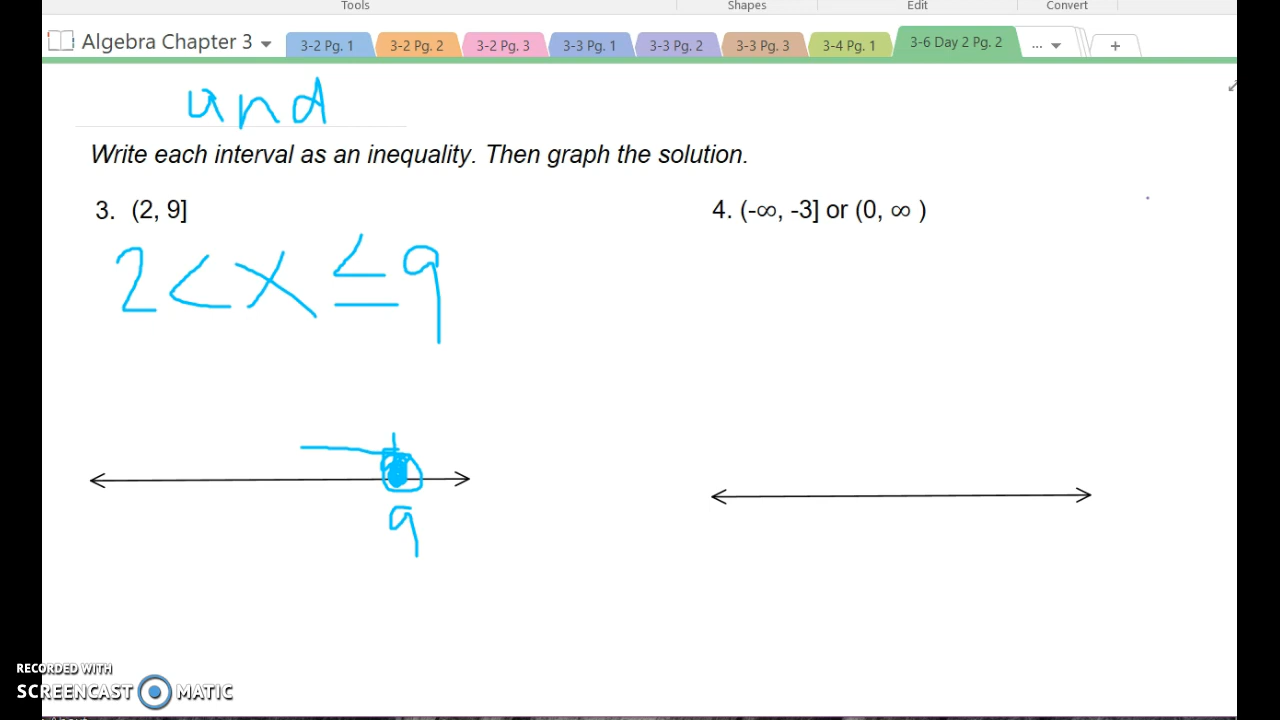 Tools Shapes Edit Convert
Algebra Chapter 3 3-2 Pg. 1 3-2 Pg. 2 3-2 Pg. 3 3-3 Pg. 1 3-3 Pg. 2 3-3 Pg. 3 3-4 Pg. 1 3-6 Day 2 Pg. 2 ... +
and
Write each interval as an inequality. Then graph the solution.
3. (2, 9] 4. (-∞, -3] or (0, ∞ )
2 < x ≤ 9
9
RECORDED WITH
SCREENCAST MATIC